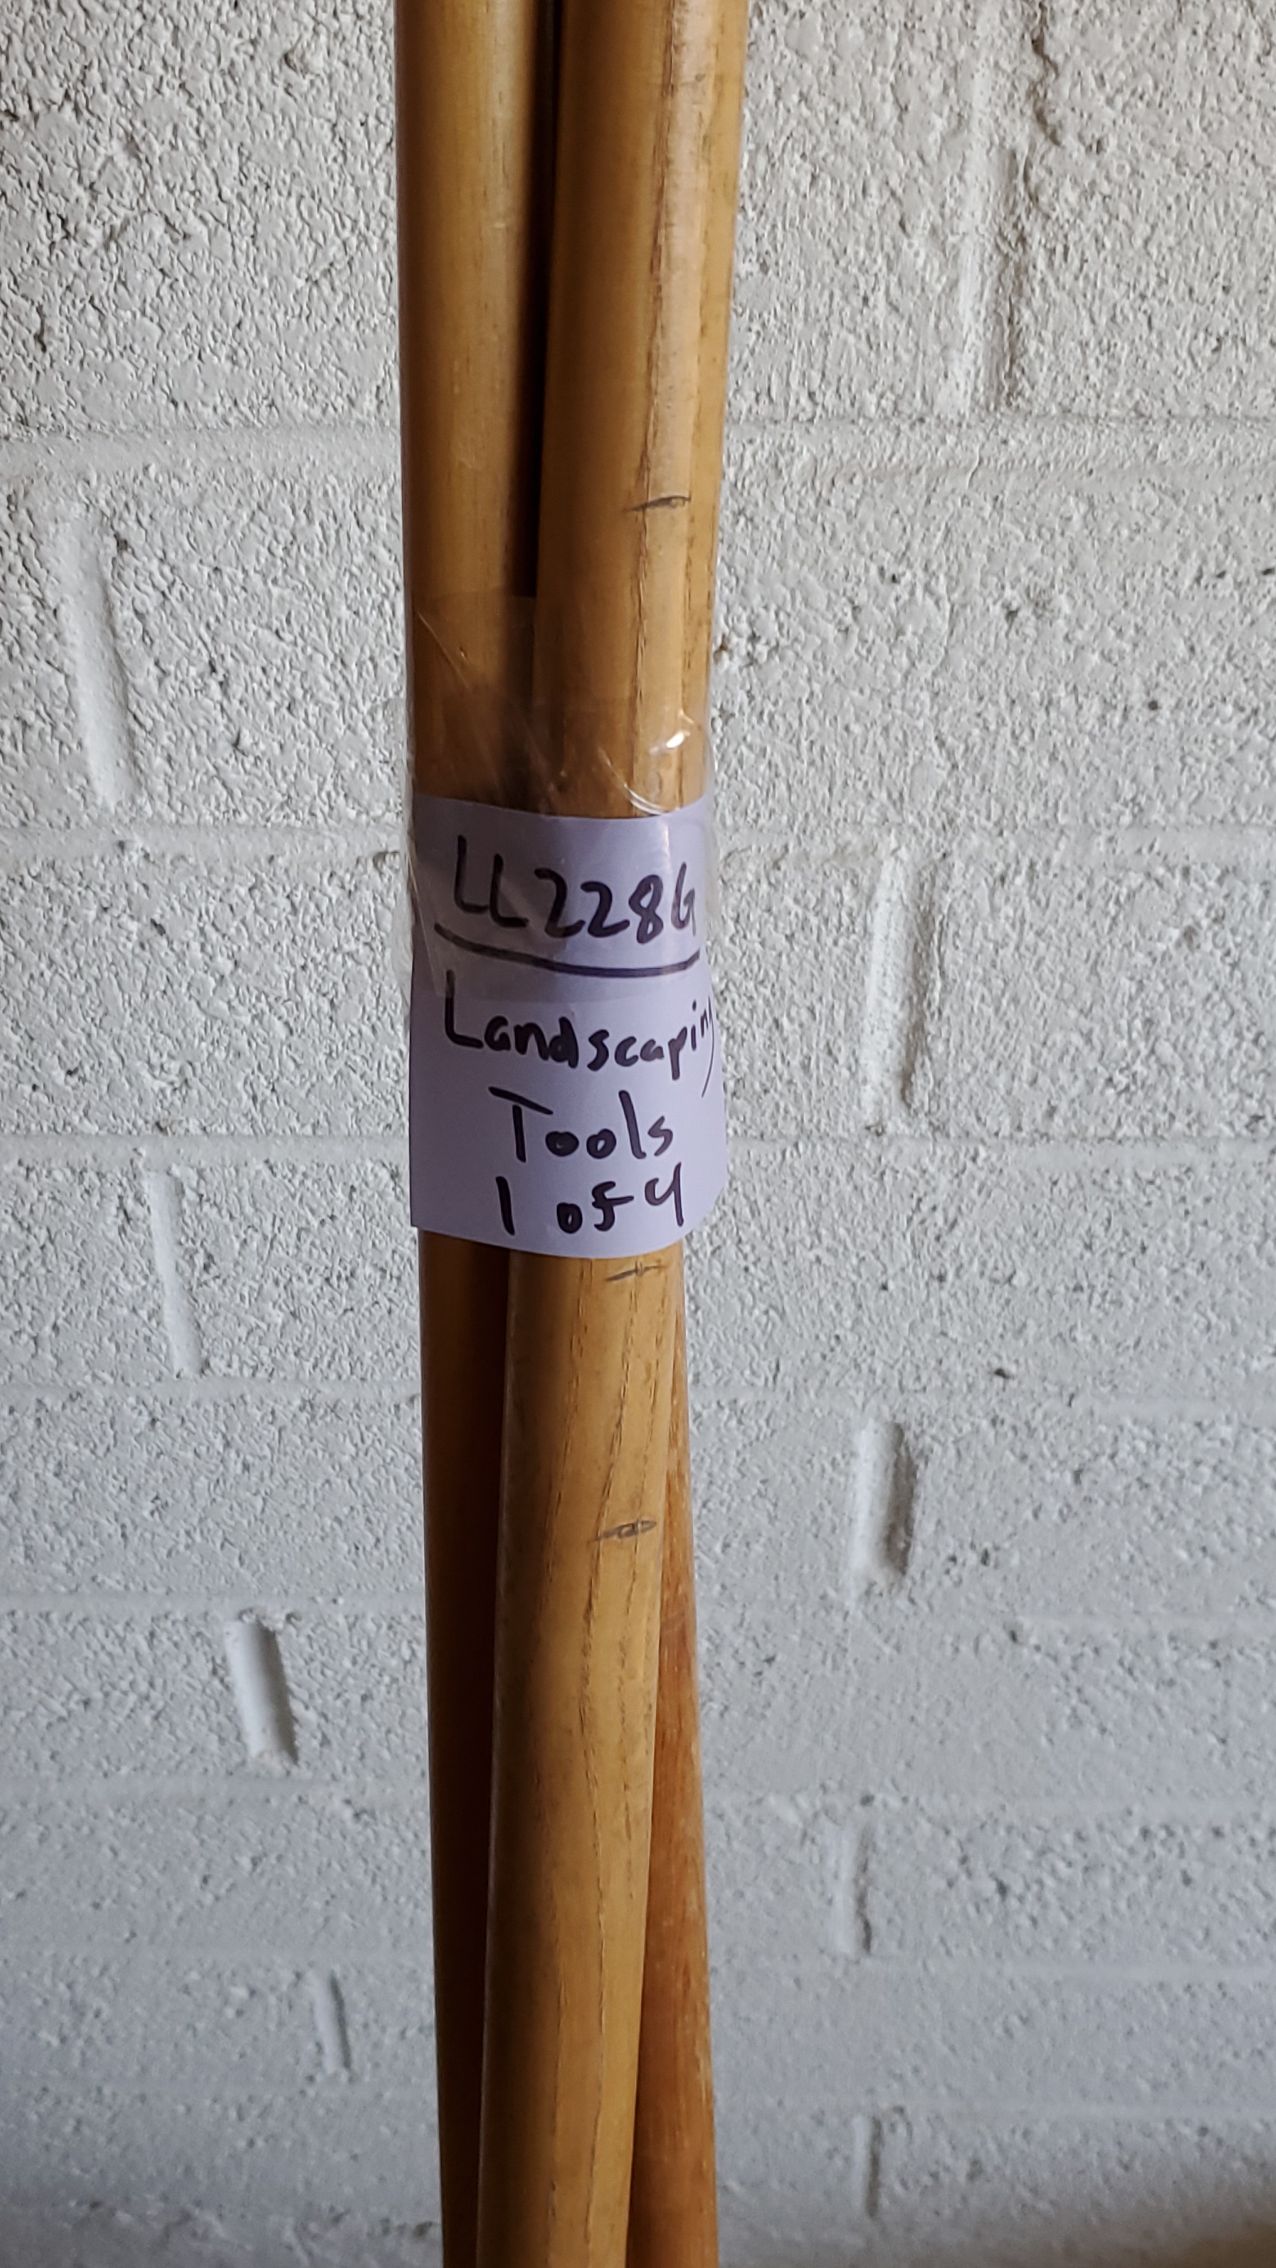 LL228G
Landscaping
Tools
1 of 4